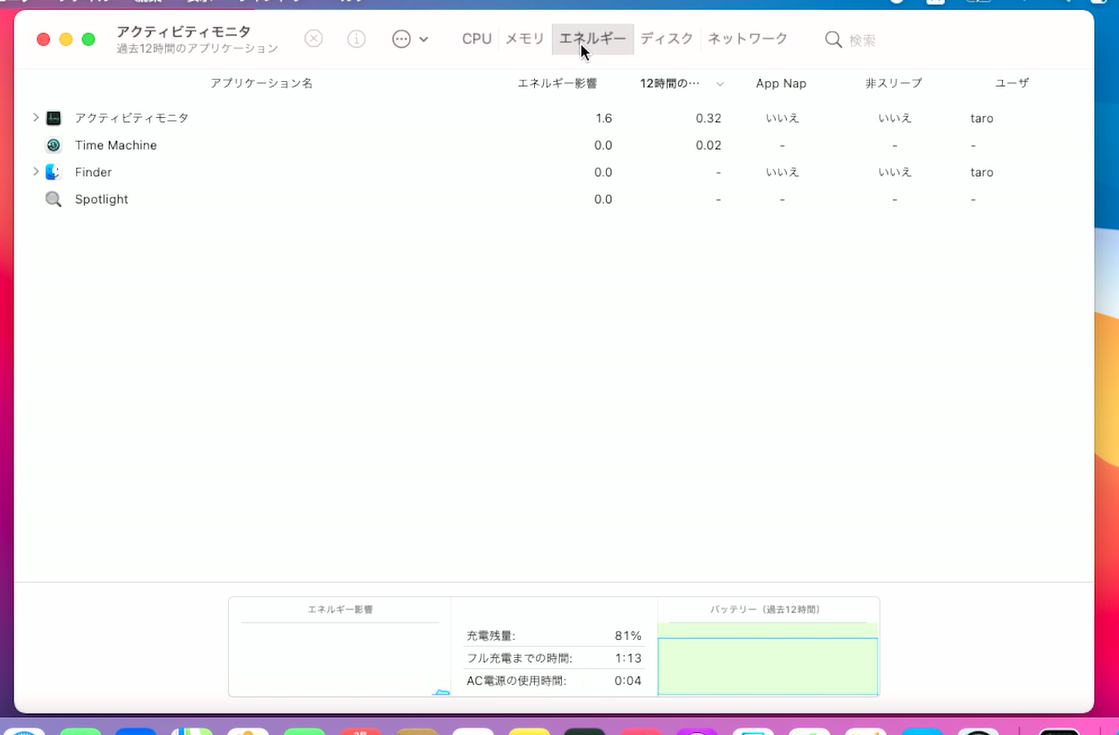 アクティビティモニタ
過去12時間のアプリケーション
CPU メモリ エネルギー ディスク ネットワーク 検索
アプリケーション名 エネルギー影響 12時間の… App Nap 非スリープ ユーザ
アクティビティモニタ 1.6 0.32 いいえ いいえ taro
Time Machine 0.0 0.02 - - -
Finder 0.0 - いいえ いいえ taro
Spotlight 0.0 - - - -
エネルギー影響 バッテリー（過去12時間）
充電残量: 81%
フル充電までの時間: 1:13
AC電源の使用時間: 0:04